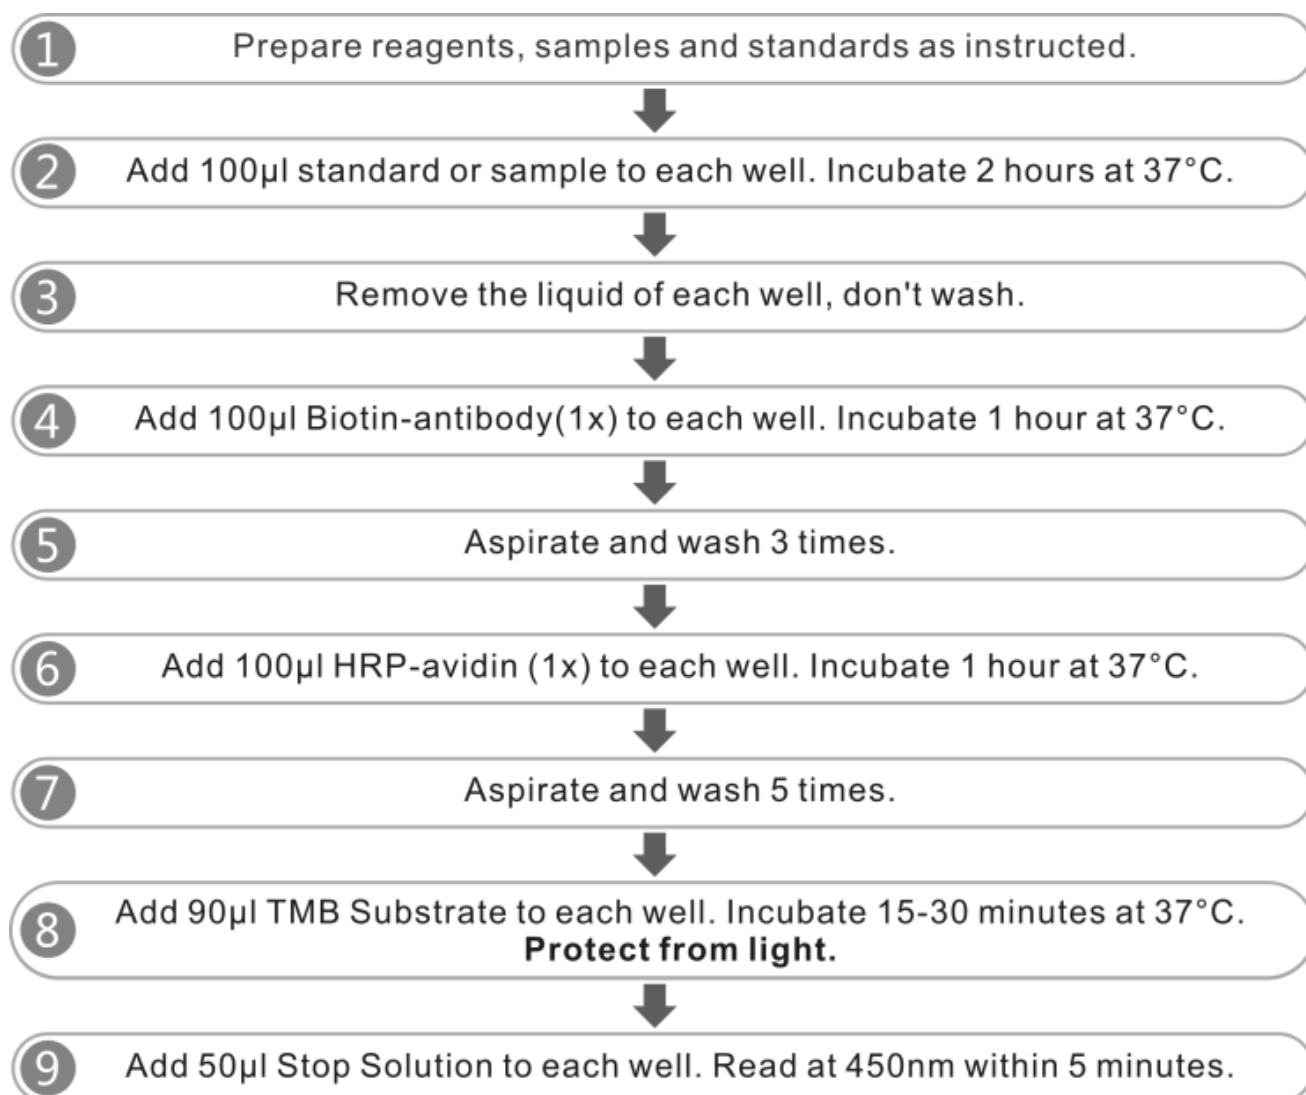 1 Prepare reagents, samples and standards as instructed.
2 Add 100µl standard or sample to each well. Incubate 2 hours at 37°C.
3 Remove the liquid of each well, don't wash.
4 Add 100µl Biotin-antibody(1x) to each well. Incubate 1 hour at 37°C.
5 Aspirate and wash 3 times.
6 Add 100µl HRP-avidin (1x) to each well. Incubate 1 hour at 37°C.
7 Aspirate and wash 5 times.
8 Add 90µl TMB Substrate to each well. Incubate 15-30 minutes at 37°C.
Protect from light.
9 Add 50µl Stop Solution to each well. Read at 450nm within 5 minutes.